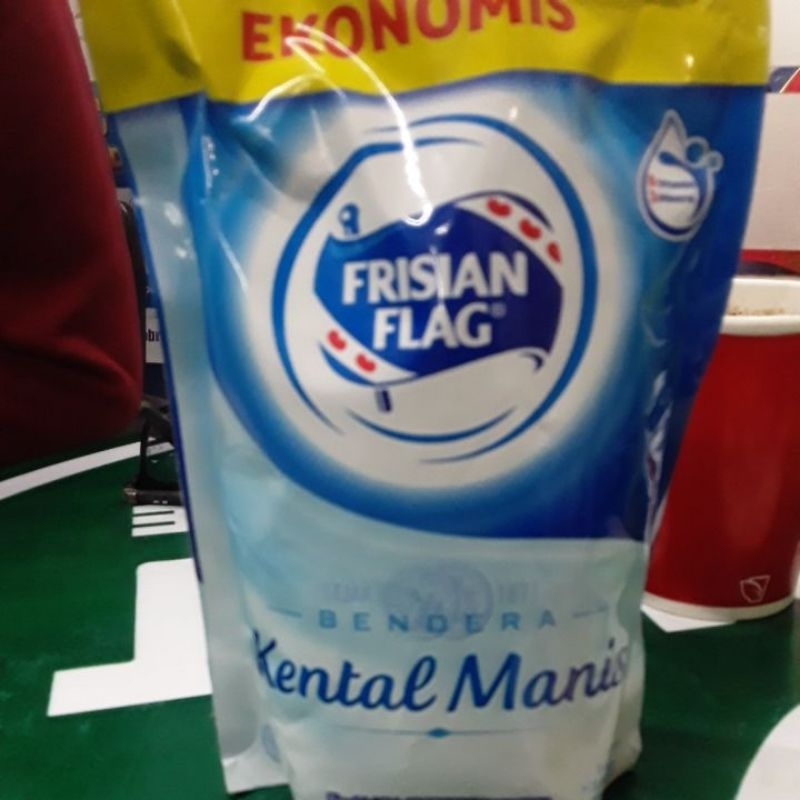 EKONOMIS
FRISIAN
FLAG®
BENDERA
Kental Manis